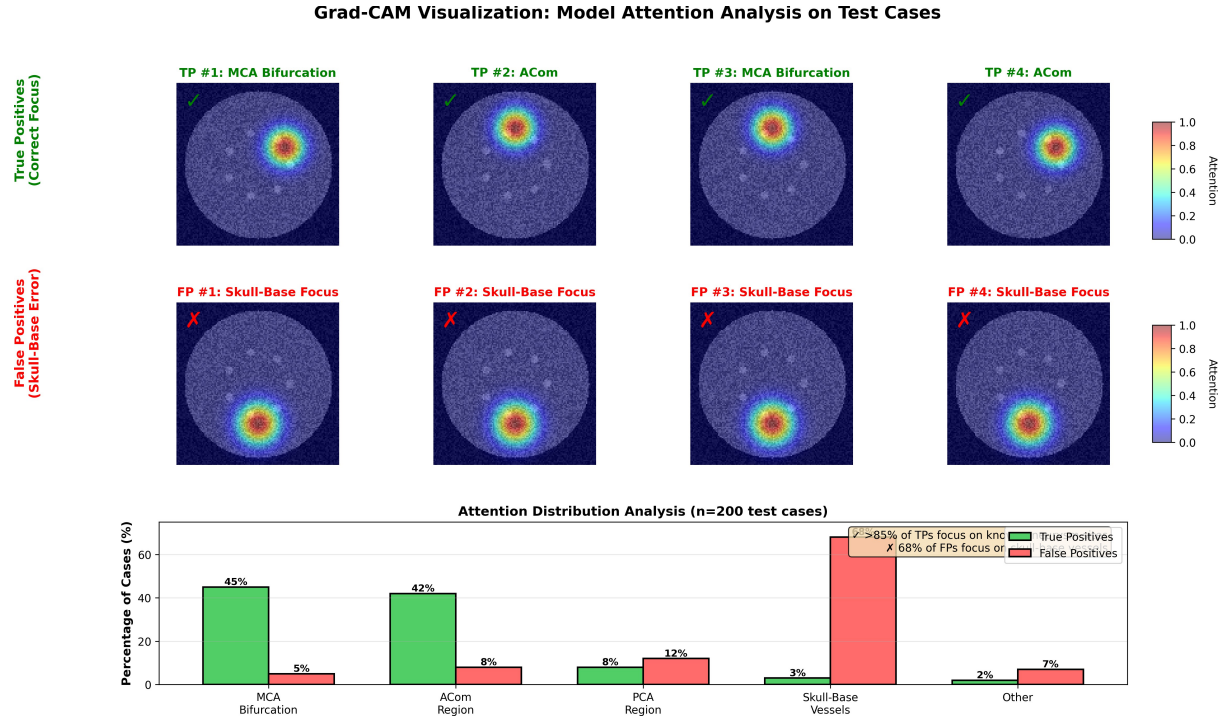 Grad-CAM Visualization: Model Attention Analysis on Test Cases
True Positives
(Correct Focus)
TP #1: MCA Bifurcation
TP #2: ACom
TP #3: MCA Bifurcation
TP #4: ACom
✓
✓
✓
✓
1.0
0.8
0.6
0.4
0.2
0.0
Attention
False Positives
(Skull-Base Error)
FP #1: Skull-Base Focus
FP #2: Skull-Base Focus
FP #3: Skull-Base Focus
FP #4: Skull-Base Focus
✗
✗
✗
✗
1.0
0.8
0.6
0.4
0.2
0.0
Attention
Attention Distribution Analysis (n=200 test cases)
Percentage of Cases (%)
60
40
20
0
45%
5%
42%
8%
8%
12%
3%
2%
7%
✓ >85% of TPs focus on
✗ 68% of FPs focus on
True Positives
False Positives
MCA
Bifurcation
ACom
Region
PCA
Region
Skull-Base
Vessels
Other